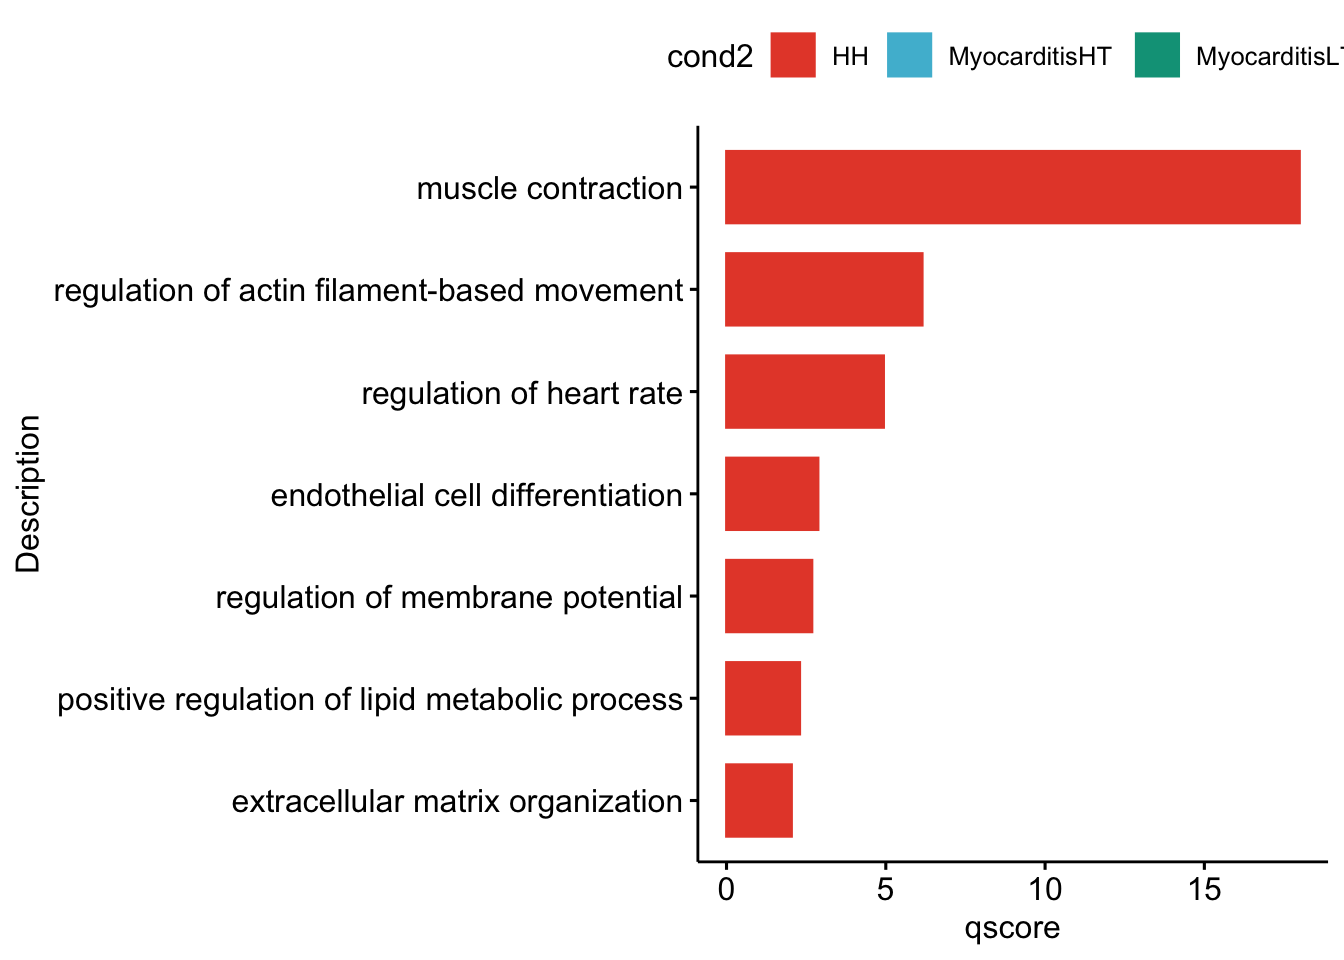 cond2 HH MyocarditisHT MyocarditisL
muscle contraction
regulation of actin filament-based movement
regulation of heart rate
endothelial cell differentiation
regulation of membrane potential
positive regulation of lipid metabolic process
extracellular matrix organization
Description
0 5 10 15
qscore